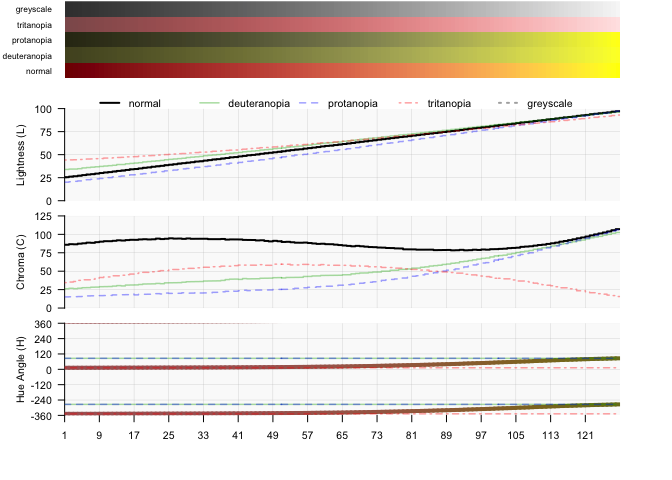 greyscale
tritanopia
protanopia
deuteranopia
normal
normal deuteranopia protanopia tritanopia greyscale
Lightness (L)
100
75
50
25
0
Chroma (C)
125
100
75
50
25
0
Hue Angle (H)
360
240
120
0
-120
-240
-360
1 9 17 25 33 41 49 57 65 73 81 89 97 105 113 121